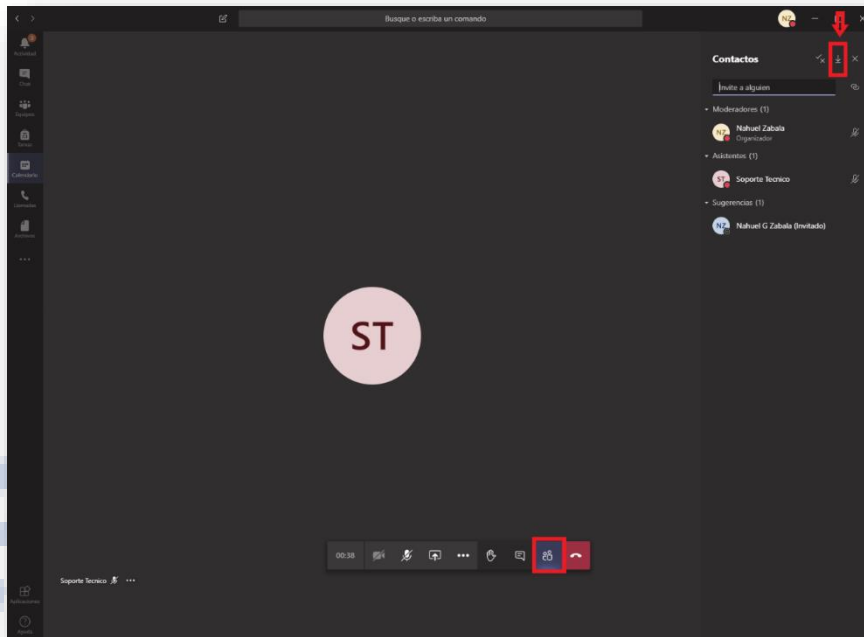 Busque o escriba un comando
NZ
Actividad
Chat
Equipos
Tareas
Calendario
Llamadas
Archivos
Aplicaciones
Ayuda
Contactos
Invite a alguien
Moderadores (1)
NZ
Nahuel Zabala
Organizador
Asistentes (1)
ST
Soporte Tecnico
Sugerencias (1)
NZ
Nahuel G Zabala (Invitado)
ST
00:38
Soporte Tecnico